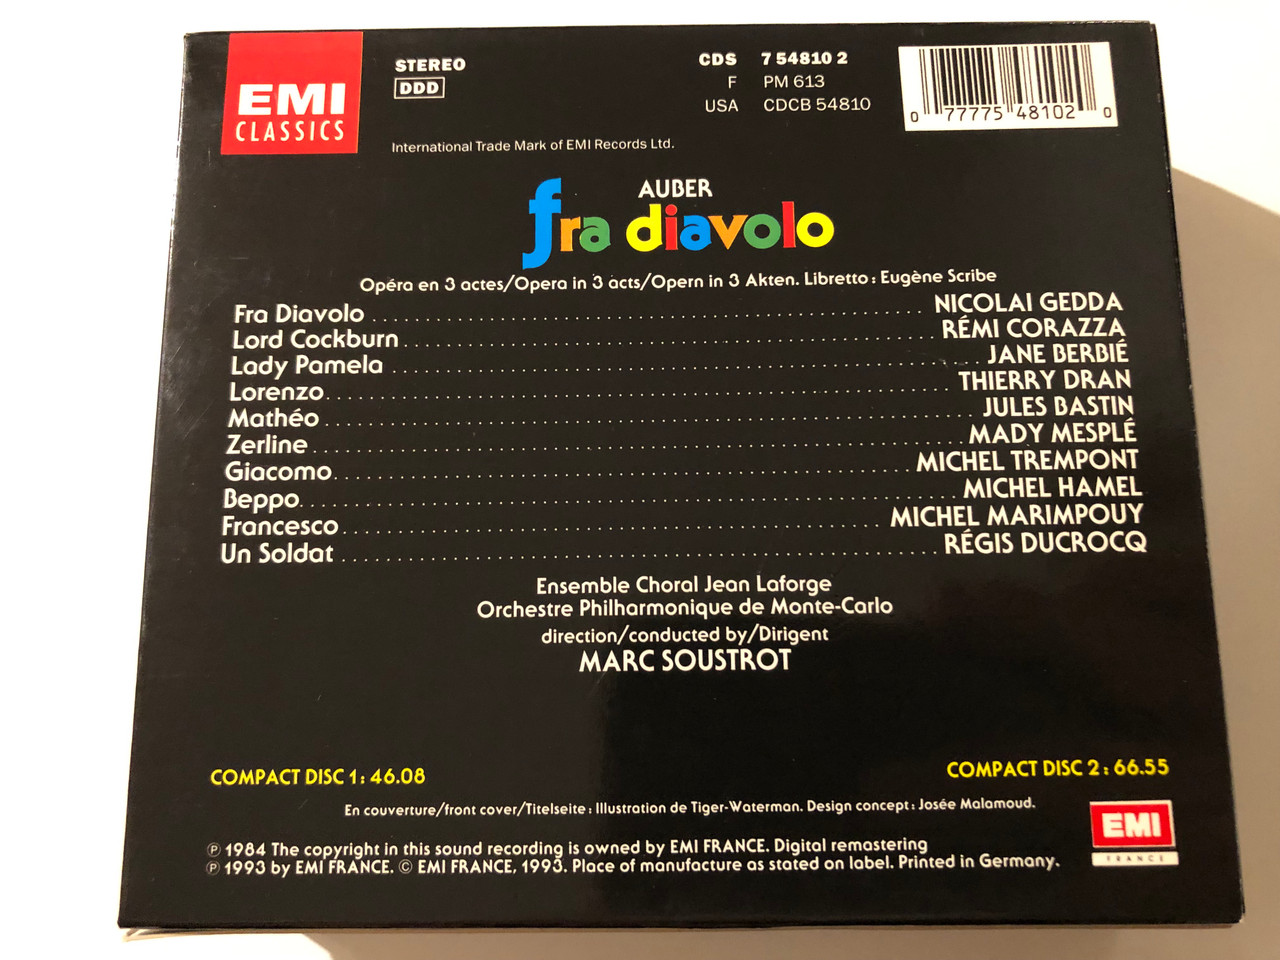 EMI
CLASSICS
STEREO
DDD
International Trade Mark of EMI Records Ltd.
CDS 7 54810 2
F PM 613
USA CDCB 54810
0 77775 48102 0
AUBER
fra diavolo
Opéra en 3 actes/Opera in 3 acts/Opern in 3 Akten. Libretto: Eugène Scribe
Fra Diavolo NICOLAI GEDDA
Lord Cockburn RÉMI CORAZZA
Lady Pamela JANE BERBIÉ
Lorenzo THIERRY DRAN
Mathéo JULES BASTIN
Zerline MADY MESPLÉ
Giacomo MICHEL TREMPONT
Beppo MICHEL HAMEL
Francesco MICHEL MARIMPOUY
Un Soldat RÉGIS DUCROCQ
Ensemble Choral Jean Laforge
Orchestre Philharmonique de Monte-Carlo
direction/conducted by/Dirigent
MARC SOUSTROT
COMPACT DISC 1: 46.08
COMPACT DISC 2: 66.55
En couverture/front cover/Titelseite: Illustration de Tiger-Waterman. Design concept: Josée Malamoud.
℗ 1984 The copyright in this sound recording is owned by EMI FRANCE. Digital remastering
℗ 1993 by EMI FRANCE. © EMI FRANCE, 1993. Place of manufacture as stated on label. Printed in Germany.
EMI
FRANCE